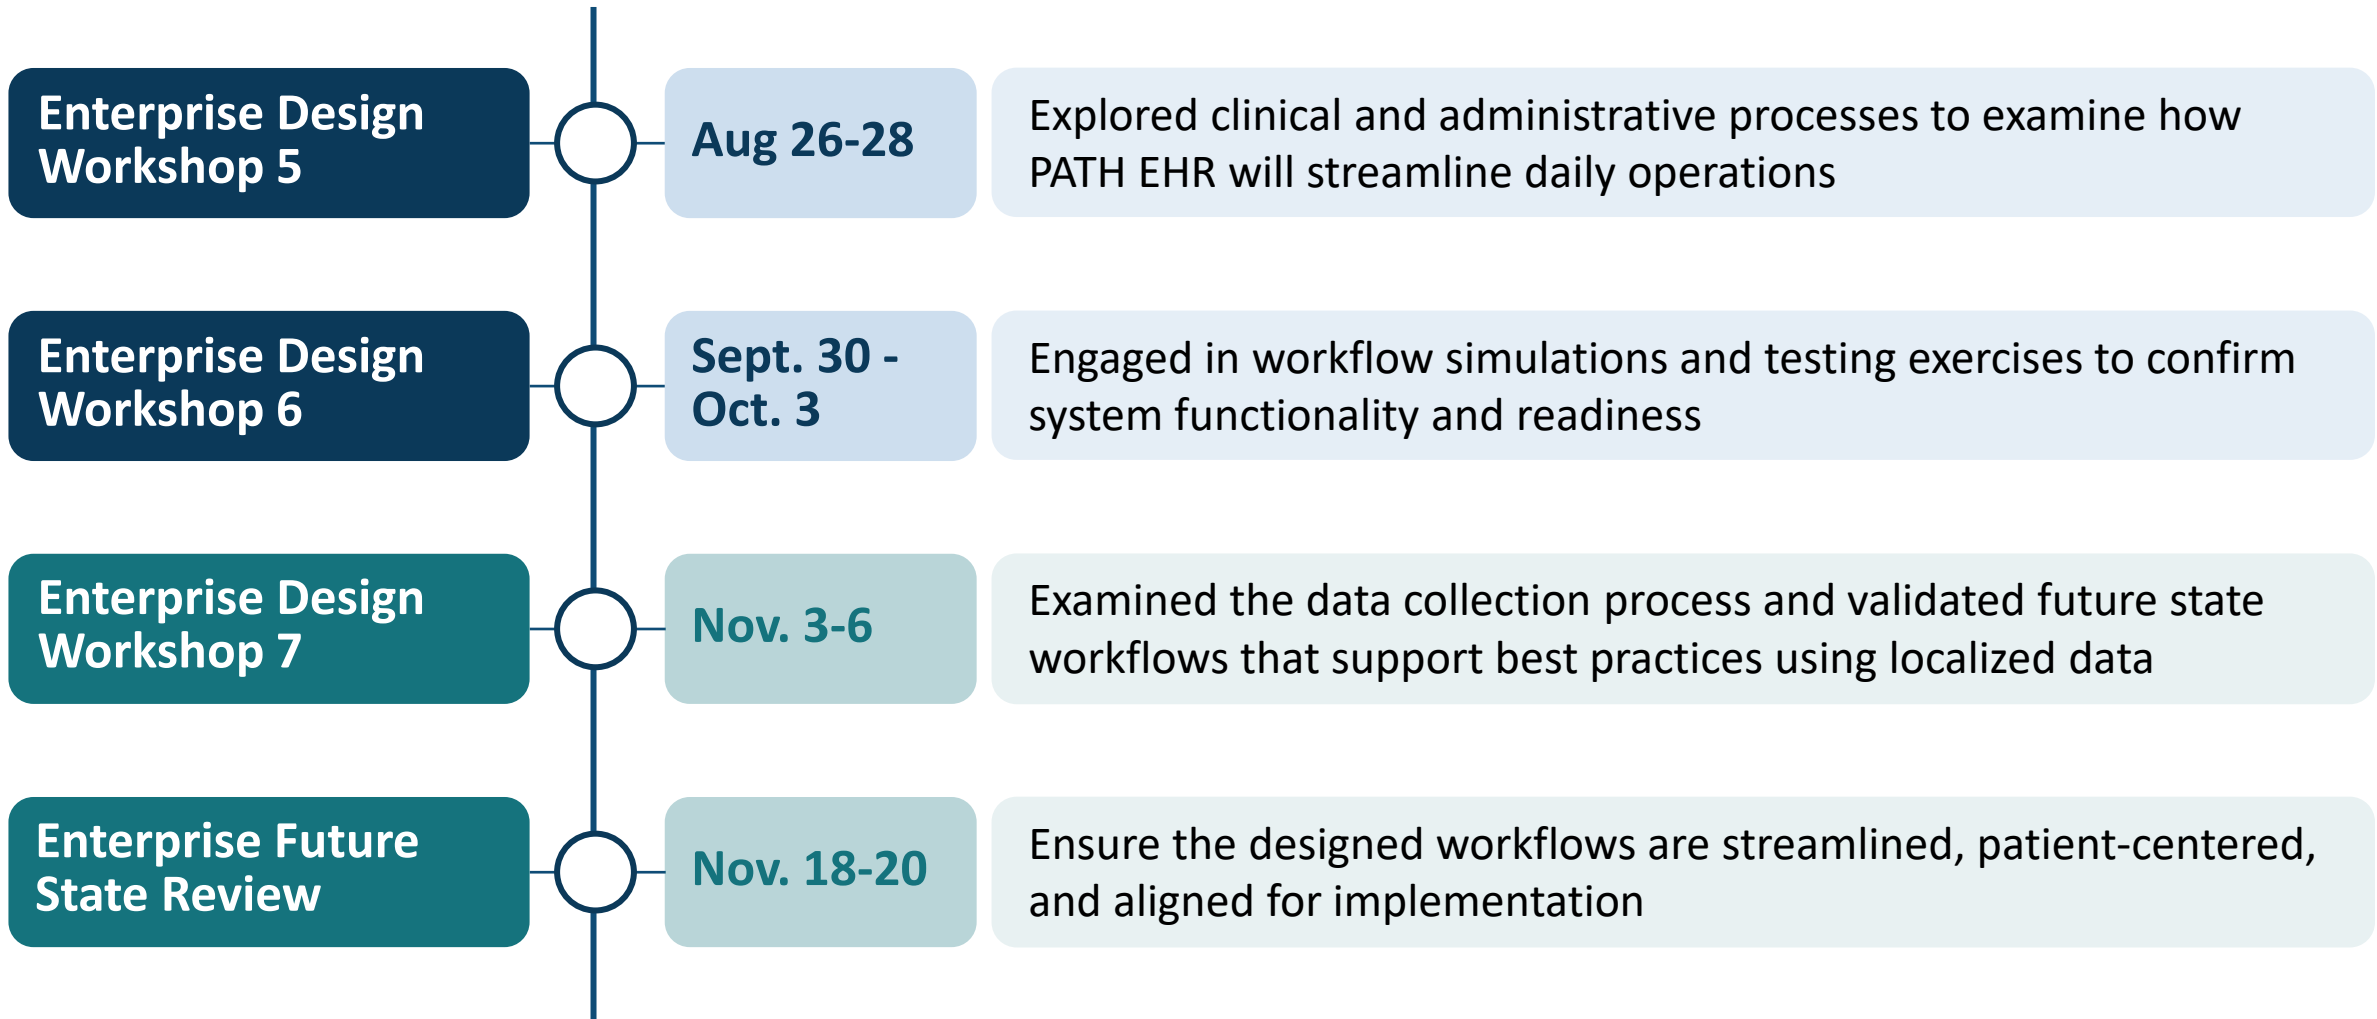 Enterprise Design
Workshop 5
Aug 26-28
Explored clinical and administrative processes to examine how
PATH EHR will streamline daily operations
Enterprise Design
Workshop 6
Sept. 30 -
Oct. 3
Engaged in workflow simulations and testing exercises to confirm
system functionality and readiness
Enterprise Design
Workshop 7
Nov. 3-6
Examined the data collection process and validated future state
workflows that support best practices using localized data
Enterprise Future
State Review
Nov. 18-20
Ensure the designed workflows are streamlined, patient-centered,
and aligned for implementation